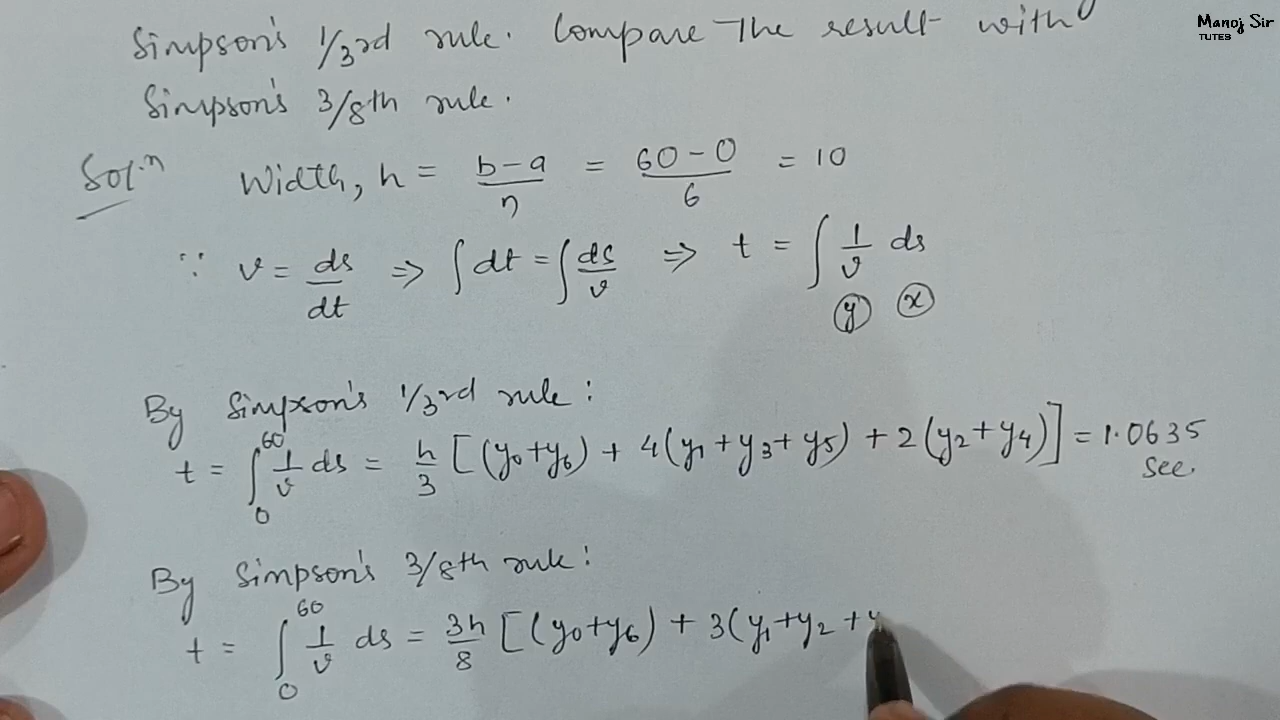 Simpson's 1/3rd rule. Compare The result with
Manoj Sir
TUTES
Simpson's 3/8th rule.
Sol.n Width, h = b-a/n = 60-0/6 = 10
∵ v = ds/dt ⇒ ∫dt = ∫ds/v ⇒ t = ∫ 1/v ds
y x
By Simpson's 1/3rd rule:
t = ∫₀⁶⁰ 1/v ds = h/3 [(y₀+y₆) + 4(y₁+y₃+y₅) + 2(y₂+y₄)] = 1.0635
sec.
By Simpson's 3/8th rule:
t = ∫₀⁶⁰ 1/v ds = 3h/8 [(y₀+y₆) + 3(y₁+y₂+